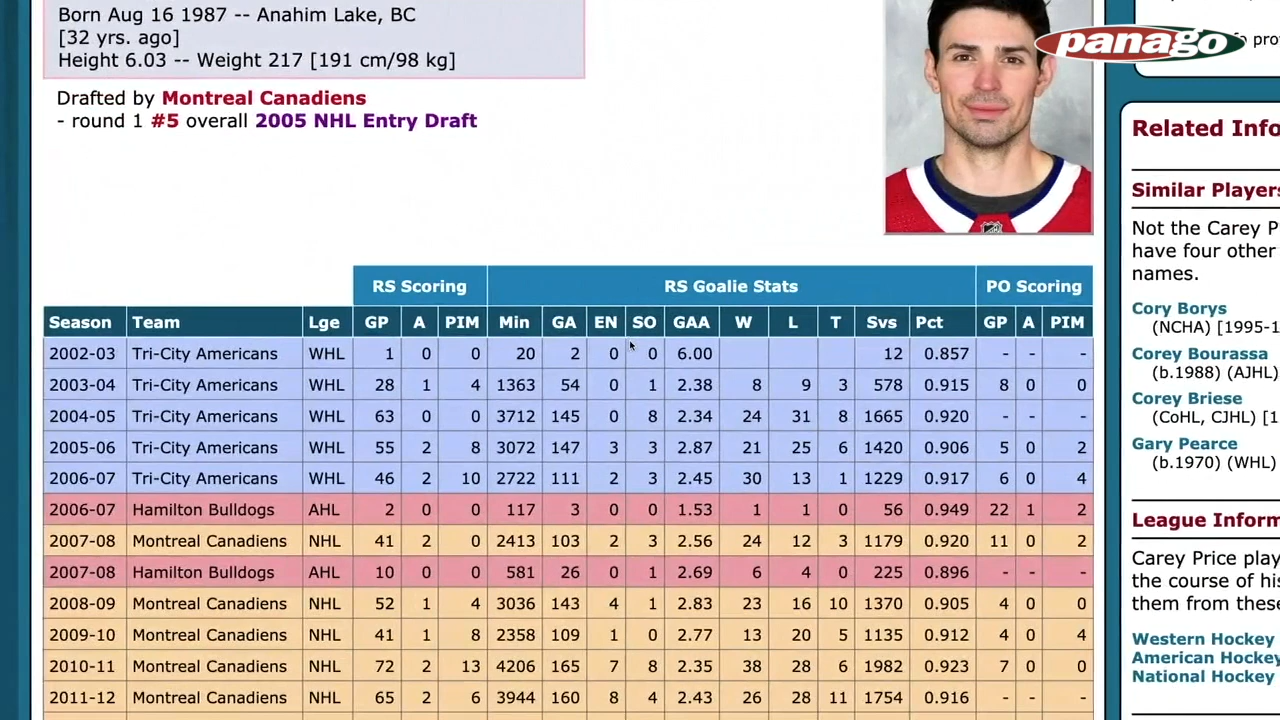 Born Aug 16 1987 -- Anahim Lake, BC
[32 yrs. ago]
Height 6.03 -- Weight 217 [191 cm/98 kg]
Drafted by Montreal Canadiens
- round 1 #5 overall 2005 NHL Entry Draft
panago
RS Scoring RS Goalie Stats PO Scoring
Season Team Lge GP A PIM Min GA EN SO GAA W L T Svs Pct GP A PIM
2002-03 Tri-City Americans WHL 1 0 0 20 2 0 0 6.00 12 0.857 - - -
2003-04 Tri-City Americans WHL 28 1 4 1363 54 0 1 2.38 8 9 3 578 0.915 8 0 0
2004-05 Tri-City Americans WHL 63 0 0 3712 145 0 8 2.34 24 31 8 1665 0.920 - - -
2005-06 Tri-City Americans WHL 55 2 8 3072 147 3 3 2.87 21 25 6 1420 0.906 5 0 2
2006-07 Tri-City Americans WHL 46 2 10 2722 111 2 3 2.45 30 13 1 1229 0.917 6 0 4
2006-07 Hamilton Bulldogs AHL 2 0 0 117 3 0 0 1.53 1 1 0 56 0.949 22 1 2
2007-08 Montreal Canadiens NHL 41 2 0 2413 103 2 3 2.56 24 12 3 1179 0.920 11 0 2
2007-08 Hamilton Bulldogs AHL 10 0 0 581 26 0 1 2.69 6 4 0 225 0.896 - - -
2008-09 Montreal Canadiens NHL 52 1 4 3036 143 4 1 2.83 23 16 10 1370 0.905 4 0 0
2009-10 Montreal Canadiens NHL 41 1 8 2358 109 1 0 2.77 13 20 5 1135 0.912 4 0 4
2010-11 Montreal Canadiens NHL 72 2 13 4206 165 7 8 2.35 38 28 6 1982 0.923 7 0 0
2011-12 Montreal Canadiens NHL 65 2 6 3944 160 8 4 2.43 26 28 11 1754 0.916 - - -
Related Info
Similar Players
Not the Carey P
have four other
names.
Cory Borys
(NCHA) [1995-1
Corey Bourassa
(b.1988) (AJHL)
Corey Briese
(CoHL, CJHL) [1
Gary Pearce
(b.1970) (WHL)
League Inform
Carey Price play
the course of his
them from these
Western Hockey
American Hockey
National Hockey